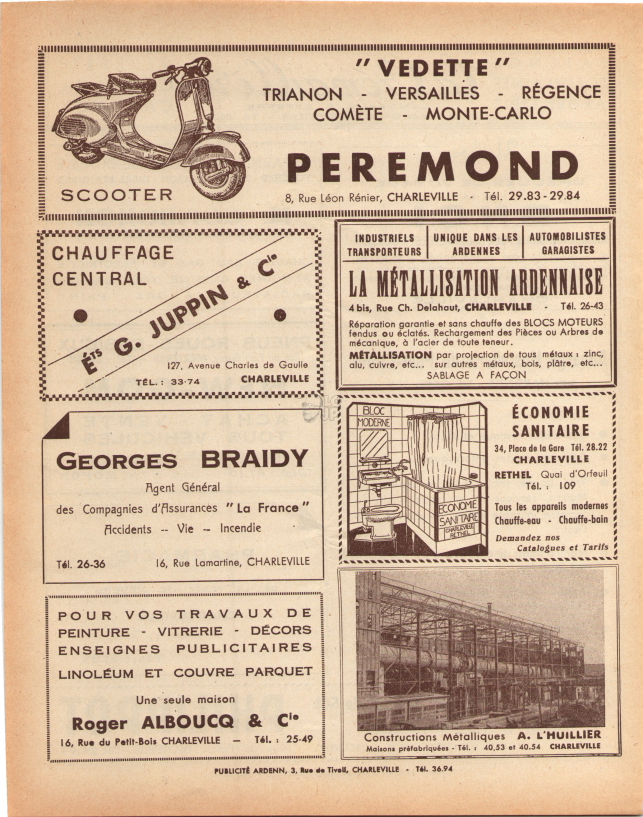 " VEDETTE "
TRIANON - VERSAILLES - RÉGENCE
COMÈTE - MONTE-CARLO
PEREMOND
SCOOTER
8, Rue Léon Rénier, CHARLEVILLE - Tél. 29.83-29.84
CHAUFFAGE
CENTRAL
Éts G. JUPPIN & Cie
127, Avenue Charles de Gaulle
TÉL. : 33-74 CHARLEVILLE
INDUSTRIELS
TRANSPORTEURS
UNIQUE DANS LES
ARDENNES
AUTOMOBILISTES
GARAGISTES
LA MÉTALLISATION ARDENNAISE
4 bis, Rue Ch. Delahaut, CHARLEVILLE - Tél. 26-43
Réparation garantie et sans chauffe des BLOCS MOTEURS
fendus ou éclatés. Rechargement des Pièces ou Arbres de
mécanique, à l'acier de toute teneur.
MÉTALLISATION par projection de tous métaux : zinc,
alu, cuivre, etc... sur autres métaux, bois, plâtre, etc...
SABLAGE A FAÇON
GEORGES BRAIDY
Agent Général
des Compagnies d'Assurances "La France"
Accidents -- Vie -- Incendie
Tél. 26-36 16, Rue Lamartine, CHARLEVILLE
BLOC
MODERNE
ECONOMIE
SANITAIRE
CHARLEVILLE
RETHEL
ÉCONOMIE
SANITAIRE
34, Place de la Gare Tél. 28.22
CHARLEVILLE
RETHEL Quai d'Orfeuil
Tél. : 109
Tous les appareils modernes
Chauffe-eau - Chauffe-bain
Demandez nos
Catalogues et Tarifs
POUR VOS TRAVAUX DE
PEINTURE - VITRERIE - DÉCORS
ENSEIGNES PUBLICITAIRES
LINOLÉUM ET COUVRE PARQUET
Une seule maison
Roger ALBOUCQ & Cie
16, Rue du Petit-Bois CHARLEVILLE — Tél. : 25-49
Constructions Métalliques A. L'HUILLIER
Maisons préfabriquées - Tél. : 40.53 et 40.54 CHARLEVILLE
PUBLICITÉ ARDENN, 3, Rue de Tivoli, CHARLEVILLE - Tél. 36.94